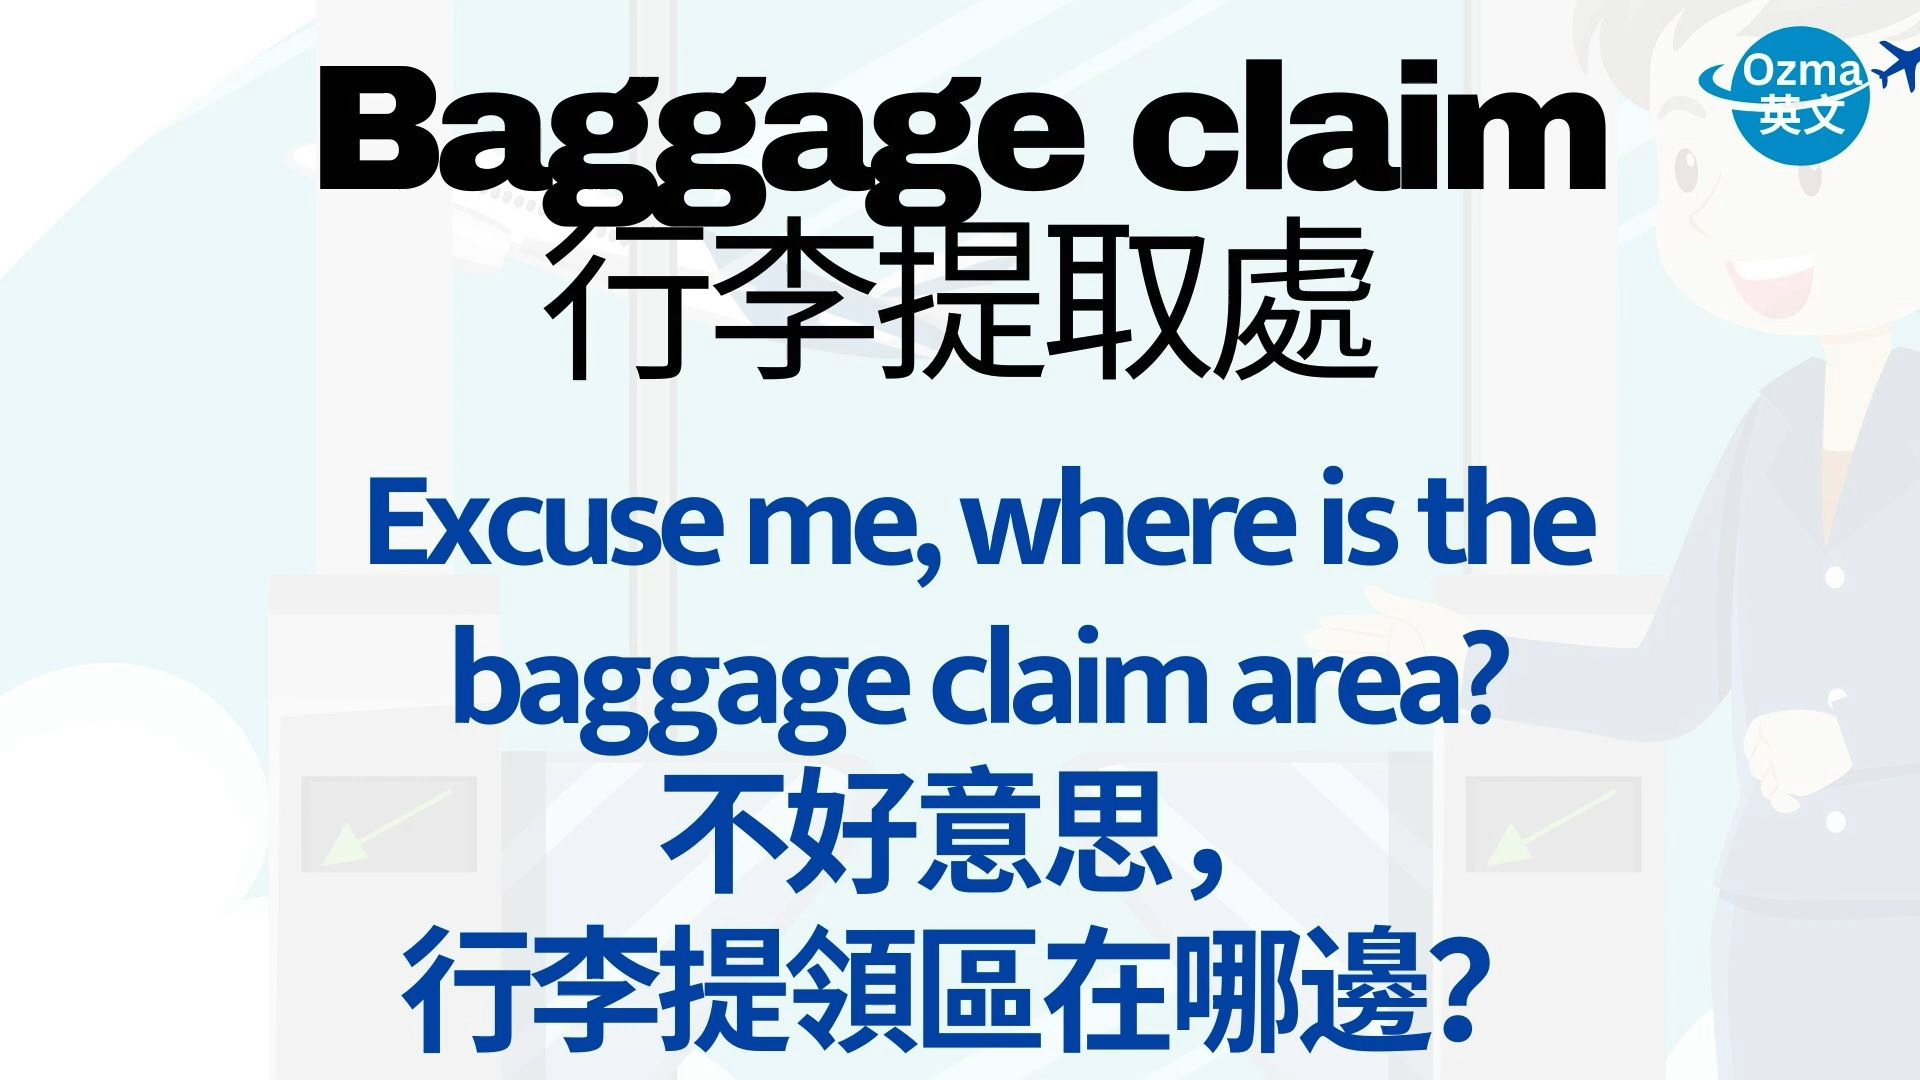 Baggage claim
行李提取處
Ozma
英文
Excuse me, where is the
baggage claim area?
不好意思，
行李提領區在哪邊？